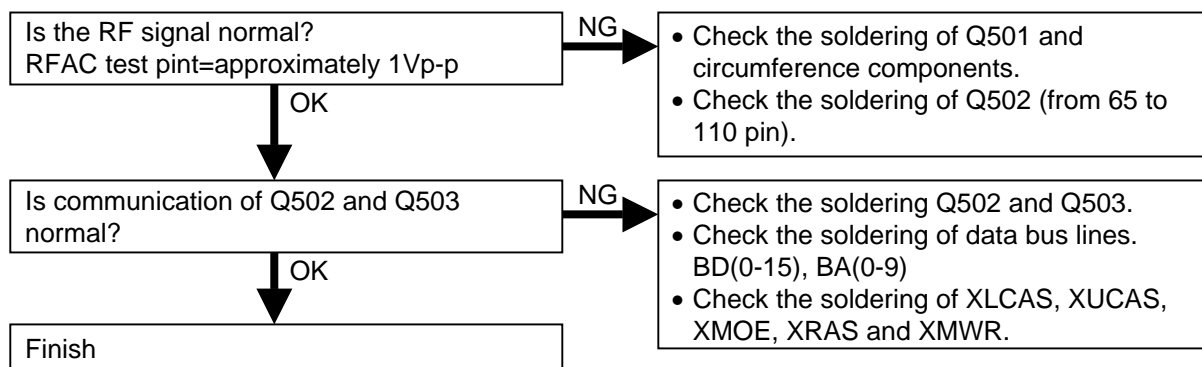 Is the RF signal normal?
RFAC test pint=approximately 1Vp-p
NG
• Check the soldering of Q501 and
circumference components.
• Check the soldering of Q502 (from 65 to
110 pin).
OK
Is communication of Q502 and Q503
normal?
NG
• Check the soldering Q502 and Q503.
• Check the soldering of data bus lines.
BD(0-15), BA(0-9)
• Check the soldering of XLCAS, XUCAS,
XMOE, XRAS and XMWR.
OK
Finish